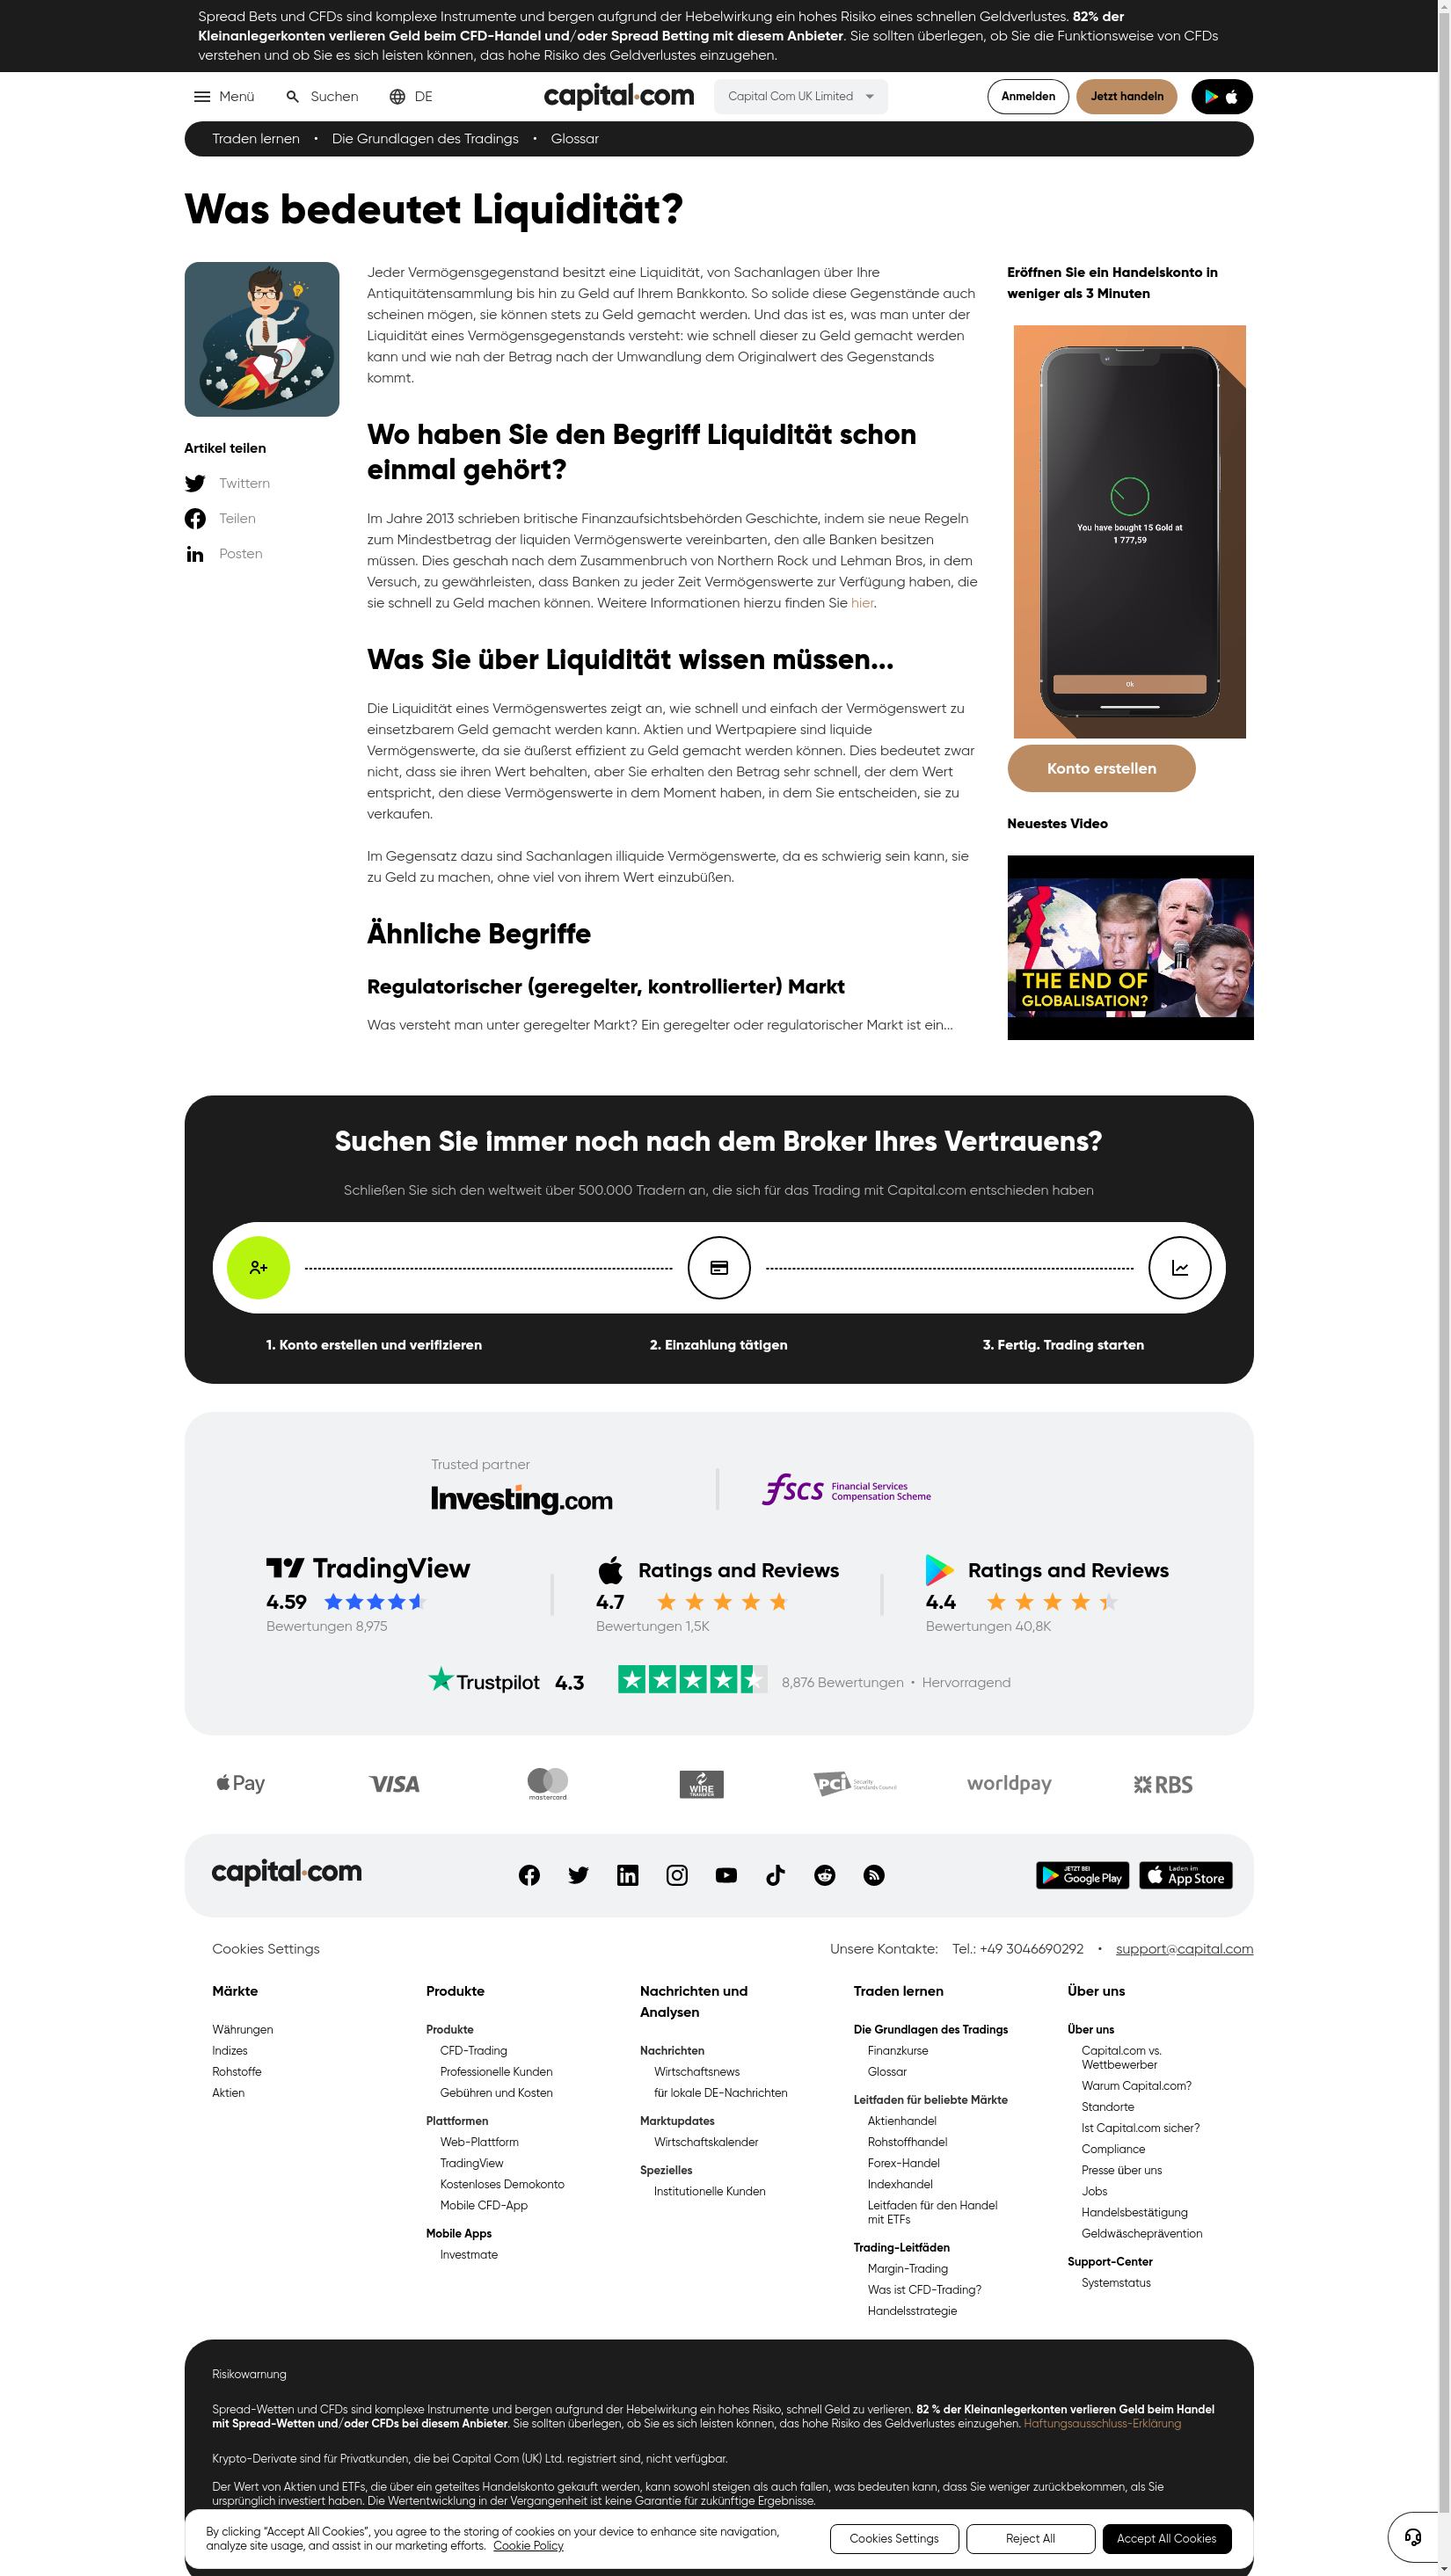 Spread Bets und CFDs sind komplexe Instrumente und bergen aufgrund der Hebelwirkung ein hohes Risiko eines schnellen Geldverlustes. 82% der
Kleinanlegerkonten verlieren Geld beim CFD-Handel und/oder Spread Betting mit diesem Anbieter. Sie sollten überlegen, ob Sie die Funktionsweise von CFDs
verstehen und ob Sie es sich leisten können, das hohe Risiko des Geldverlustes einzugehen.
Menü Suchen DE capital.com Capital Com UK Limited Anmelden Jetzt handeln
Traden lernen • Die Grundlagen des Tradings • Glossar
Was bedeutet Liquidität?
Artikel teilen
Twittern
Teilen
Posten
Jeder Vermögensgegenstand besitzt eine Liquidität, von Sachanlagen über Ihre
Antiquitätensammlung bis hin zu Geld auf Ihrem Bankkonto. So solide diese Gegenstände auch
scheinen mögen, sie können stets zu Geld gemacht werden. Und das ist es, was man unter der
Liquidität eines Vermögensgegenstands versteht: wie schnell dieser zu Geld gemacht werden
kann und wie nah der Betrag nach der Umwandlung dem Originalwert des Gegenstands
kommt.
Wo haben Sie den Begriff Liquidität schon
einmal gehört?
Im Jahre 2013 schrieben britische Finanzaufsichtsbehörden Geschichte, indem sie neue Regeln
zum Mindestbetrag der liquiden Vermögenswerte vereinbarten, den alle Banken besitzen
müssen. Dies geschah nach dem Zusammenbruch von Northern Rock und Lehman Bros, in dem
Versuch, zu gewährleisten, dass Banken zu jeder Zeit Vermögenswerte zur Verfügung haben, die
sie schnell zu Geld machen können. Weitere Informationen hierzu finden Sie hier.
Was Sie über Liquidität wissen müssen...
Die Liquidität eines Vermögenswertes zeigt an, wie schnell und einfach der Vermögenswert zu
einsetzbarem Geld gemacht werden kann. Aktien und Wertpapiere sind liquide
Vermögenswerte, da sie äußerst effizient zu Geld gemacht werden können. Dies bedeutet zwar
nicht, dass sie ihren Wert behalten, aber Sie erhalten den Betrag sehr schnell, der dem Wert
entspricht, den diese Vermögenswerte in dem Moment haben, in dem Sie entscheiden, sie zu
verkaufen.
Im Gegensatz dazu sind Sachanlagen illiquide Vermögenswerte, da es schwierig sein kann, sie
zu Geld zu machen, ohne viel von ihrem Wert einzubüßen.
Ähnliche Begriffe
Regulatorischer (geregelter, kontrollierter) Markt
Was versteht man unter geregelter Markt? Ein geregelter oder regulatorischer Markt ist ein...
Eröffnen Sie ein Handelskonto in
weniger als 3 Minuten
You have bought 15 Gold at
1 777,59
Ok
Konto erstellen
Neuestes Video
THE END OF
GLOBALISATION?
Suchen Sie immer noch nach dem Broker Ihres Vertrauens?
Schließen Sie sich den weltweit über 500.000 Tradern an, die sich für das Trading mit Capital.com entschieden haben
1. Konto erstellen und verifizieren
2. Einzahlung tätigen
3. Fertig. Trading starten
Trusted partner
Investing.com
fscs Financial Services
Compensation Scheme
TradingView
4.59
Bewertungen 8,975
Ratings and Reviews
4.7
Bewertungen 1,5K
Ratings and Reviews
4.4
Bewertungen 40,8K
Trustpilot 4.3 8,876 Bewertungen • Hervorragend
Pay VISA mastercard WIRE TRANSFER PCI Security Standards Council worldpay RBS
capital.com JETZT BEI Google Play Laden im App Store
Cookies Settings
Unsere Kontakte: Tel.: +49 3046690292 • support@capital.com
Märkte
Währungen
Indizes
Rohstoffe
Aktien
Produkte
Produkte
CFD-Trading
Professionelle Kunden
Gebühren und Kosten
Plattformen
Web-Plattform
TradingView
Kostenloses Demokonto
Mobile CFD-App
Mobile Apps
Investmate
Nachrichten und
Analysen
Nachrichten
Wirtschaftsnews
für lokale DE-Nachrichten
Marktupdates
Wirtschaftskalender
Spezielles
Institutionelle Kunden
Traden lernen
Die Grundlagen des Tradings
Finanzkurse
Glossar
Leitfaden für beliebte Märkte
Aktienhandel
Rohstoffhandel
Forex-Handel
Indexhandel
Leitfaden für den Handel
mit ETFs
Trading-Leitfäden
Margin-Trading
Was ist CFD-Trading?
Handelsstrategie
Über uns
Über uns
Capital.com vs.
Wettbewerber
Warum Capital.com?
Standorte
Ist Capital.com sicher?
Compliance
Presse über uns
Jobs
Handelsbestätigung
Geldwäscheprävention
Support-Center
Systemstatus
Risikowarnung
Spread-Wetten und CFDs sind komplexe Instrumente und bergen aufgrund der Hebelwirkung ein hohes Risiko, schnell Geld zu verlieren. 82 % der Kleinanlegerkonten verlieren Geld beim Handel
mit Spread-Wetten und/oder CFDs bei diesem Anbieter. Sie sollten überlegen, ob Sie es sich leisten können, das hohe Risiko des Geldverlustes einzugehen. Haftungsausschluss-Erklärung
Krypto-Derivate sind für Privatkunden, die bei Capital Com (UK) Ltd. registriert sind, nicht verfügbar.
Der Wert von Aktien und ETFs, die über ein geteiltes Handelskonto gekauft werden, kann sowohl steigen als auch fallen, was bedeuten kann, dass Sie weniger zurückbekommen, als Sie
ursprünglich investiert haben. Die Wertentwicklung in der Vergangenheit ist keine Garantie für zukünftige Ergebnisse.
By clicking “Accept All Cookies”, you agree to the storing of cookies on your device to enhance site navigation,
analyze site usage, and assist in our marketing efforts. Cookie Policy
Cookies Settings Reject All Accept All Cookies